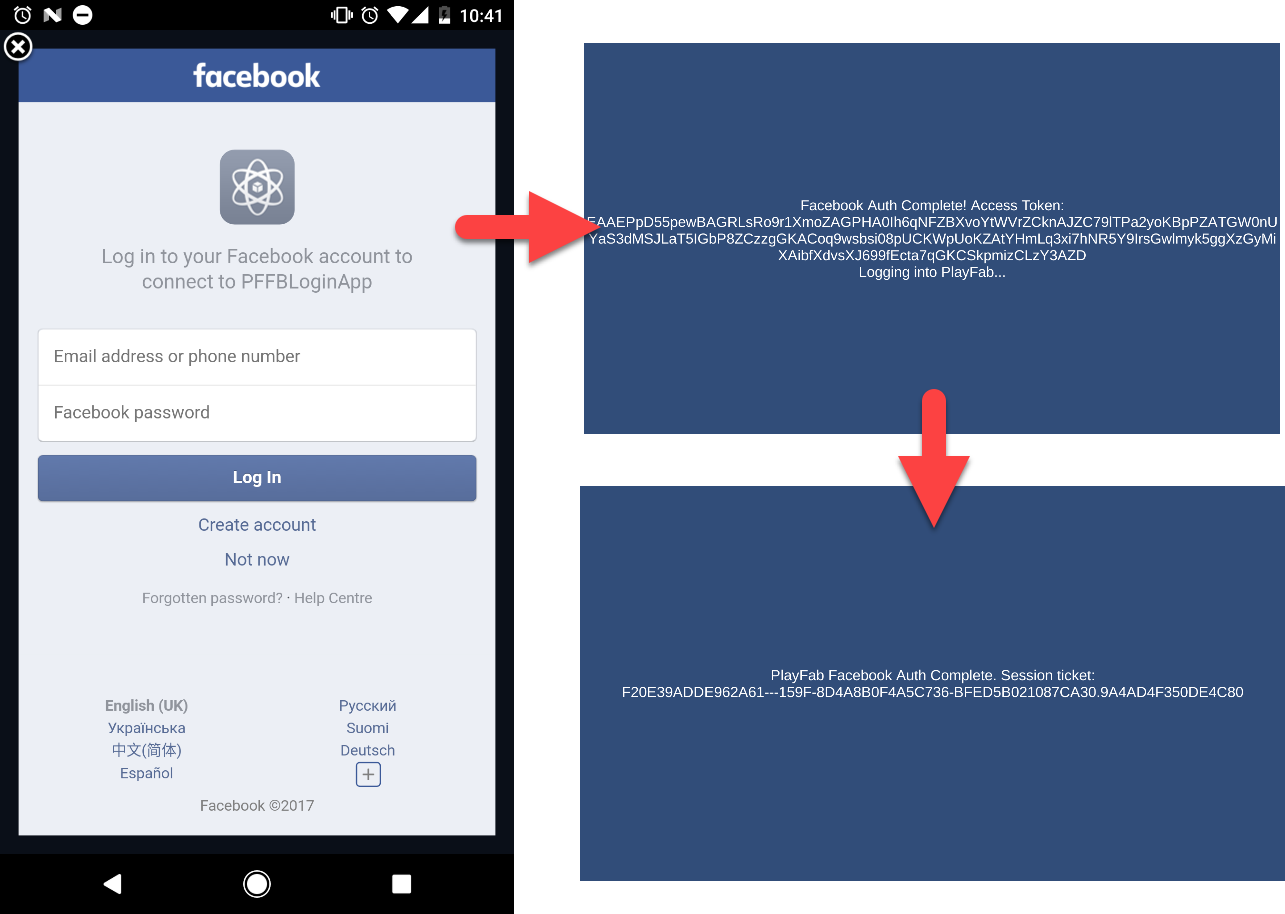 10:41
facebook
Log in to your Facebook account to
connect to PFFBLoginApp
Email address or phone number
Facebook password
Log In
Create account
Not now
Forgotten password? · Help Centre
English (UK)
Русский
Українська
Suomi
中文(简体)
Deutsch
Español
Facebook ©2017
Facebook Auth Complete! Access Token:
EAAEPpD55pewBAGRLsRo9r1XmoZAGPHA0Ih6qNFZBXvoYtWVrZCknAJZC79lTPa2yoKBpPZATGW0nU
YaS3dMSJLaT5IGbP8ZCzzgGKACoq9wsbsi08pUCKWpUoKZAtYHmLq3xi7hNR5Y9IrsGwlmyk5ggXzGyMi
XAibfXdvsXJ699fEcta7qGKCSkpmizCLzY3AZD
Logging into PlayFab...
PlayFab Facebook Auth Complete. Session ticket:
F20E39ADDE962A61---159F-8D4A8B0F4A5C736-BFED5B021087CA30.9A4AD4F350DE4C80